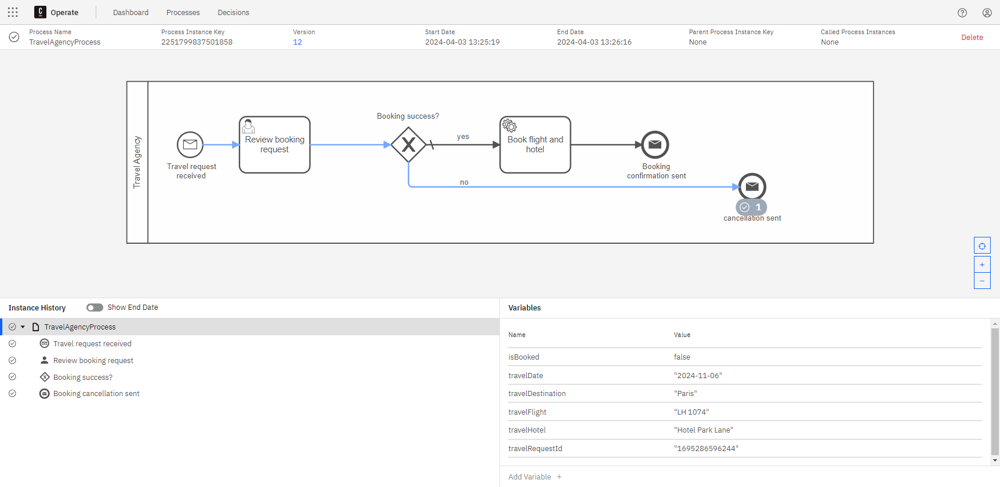 Operate
Dashboard
Processes
Decisions
Process Name
TravelAgencyProcess
Process Instance Key
2251799837501858
Version
12
Start Date
2024-04-03 13:25:19
End Date
2024-04-03 13:26:16
Parent Process Instance Key
None
Called Process Instances
None
Delete
Travel Agency
Travel request
received
Review booking
request
Booking success?
yes
no
Book flight and
hotel
Booking
confirmation sent
1
cancellation sent
Instance History
Show End Date
TravelAgencyProcess
Travel request received
Review booking request
Booking success?
Booking cancellation sent
Variables
Name Value
isBooked false
travelDate "2024-11-06"
travelDestination "Paris"
travelFlight "LH 1074"
travelHotel "Hotel Park Lane"
travelRequestId "1695286596244"
Add Variable +